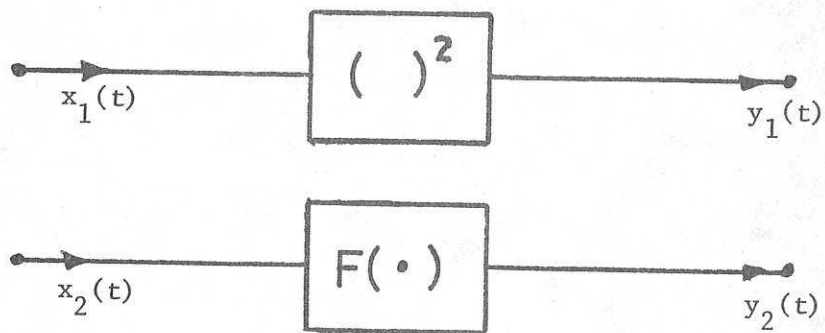 ( )²
x₁(t)
y₁(t)
F(·)
x₂(t)
y₂(t)